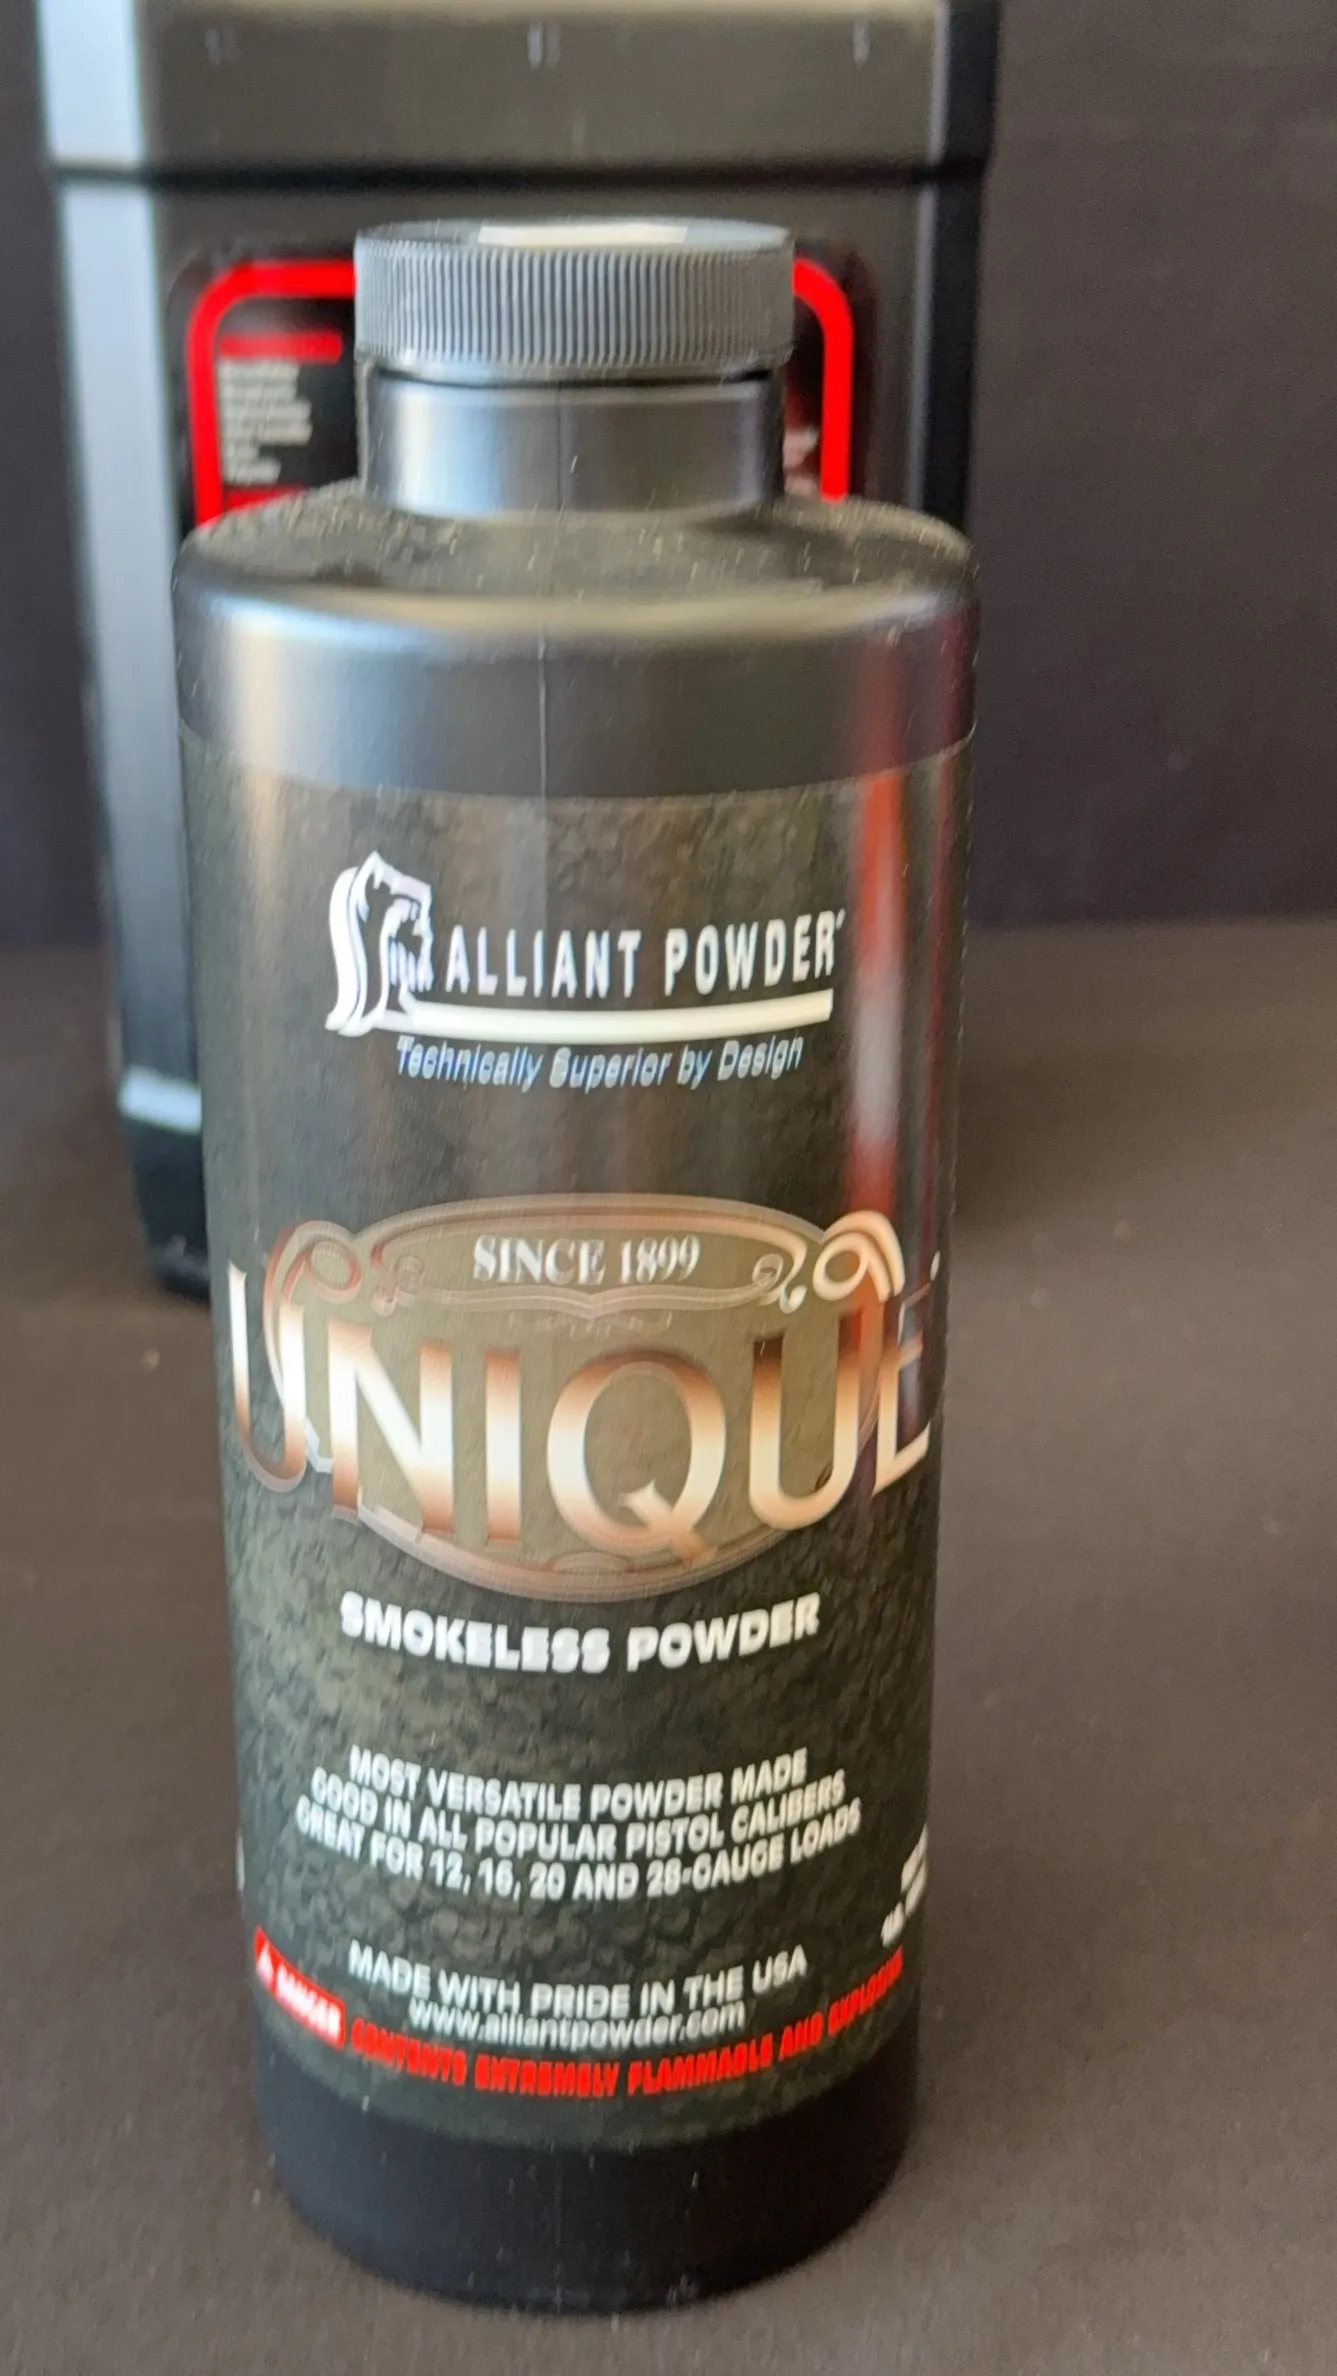 ALLIANT POWDER
Technically Superior by Design
SINCE 1899
UNIQUE
SMOKELESS POWDER
MOST VERSATILE POWDER MADE
GOOD IN ALL POPULAR PISTOL CALIBERS
GREAT FOR 12, 16, 20 AND 28-GAUGE LOADS
MADE WITH PRIDE IN THE USA
www.alliantpowder.com
DANGER CONTENTS EXTREMELY FLAMMABLE AND EXPLOSIVE